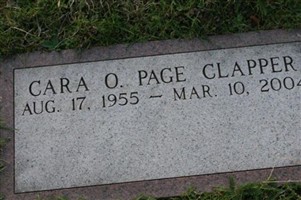 CARA O. PAGE CLAPPER
AUG. 17, 1955 – MAR. 10, 2004